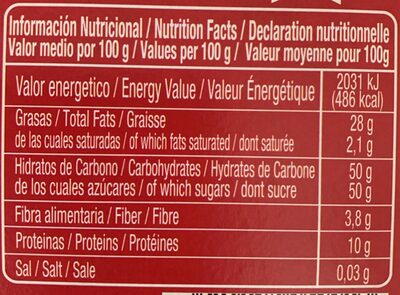 Información Nutricional / Nutrition Facts / Declaration nutritionnelle
Valor medio por 100 g / Values per 100 g / Valeur moyenne pour 100g
Valor energetico / Energy Value / Valeur Énergétique 2031 kJ (486 kcal)
Grasas / Total Fats / Graisse 28 g
de las cuales saturadas / of which fats saturated / dont saturée 2,1 g
Hidratos de Carbono / Carbohydrates / Hydrates de Carbone 50 g
de los cuales azúcares / of which sugars / dont sucre 50 g
Fibra alimentaria / Fiber / Fibre 3,8 g
Proteinas / Proteins / Protéines 10 g
Sal / Salt / Sale 0,03 g